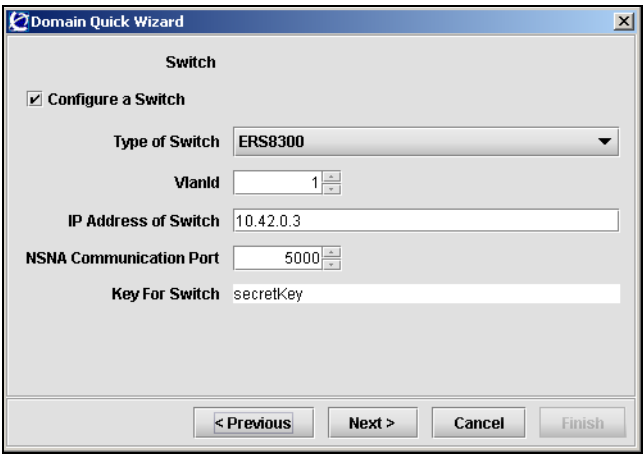 Domain Quick Wizard
Switch
Configure a Switch
Type of Switch ERS8300
VlanId 1
IP Address of Switch 10.42.0.3
NSNA Communication Port 5000
Key For Switch secretKey
< Previous Next > Cancel Finish